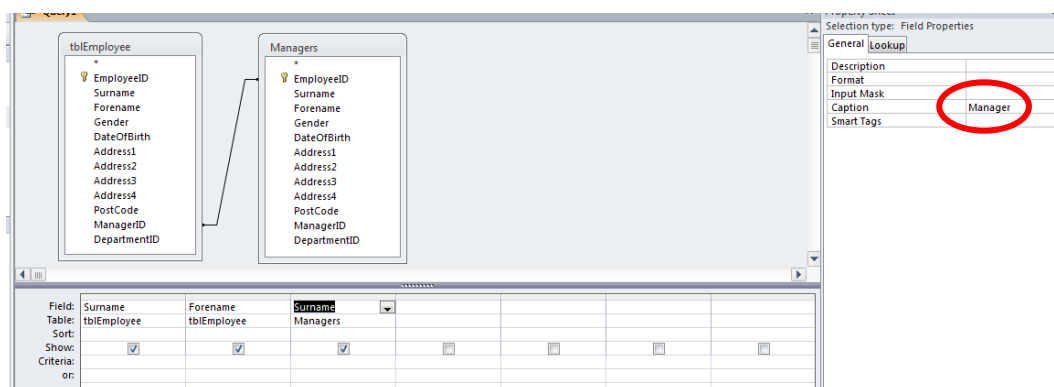 Query1
Property Sheet
Selection type: Field Properties
General Lookup
Description
Format
Input Mask
Caption Manager
Smart Tags
tblEmployee
*
EmployeeID
Surname
Forename
Gender
DateOfBirth
Address1
Address2
Address3
Address4
PostCode
ManagerID
DepartmentID
Managers
*
EmployeeID
Surname
Forename
Gender
DateOfBirth
Address1
Address2
Address3
Address4
PostCode
ManagerID
DepartmentID
Field: Surname Forename Surname
Table: tblEmployee tblEmployee Managers
Sort:
Show:
Criteria:
or: